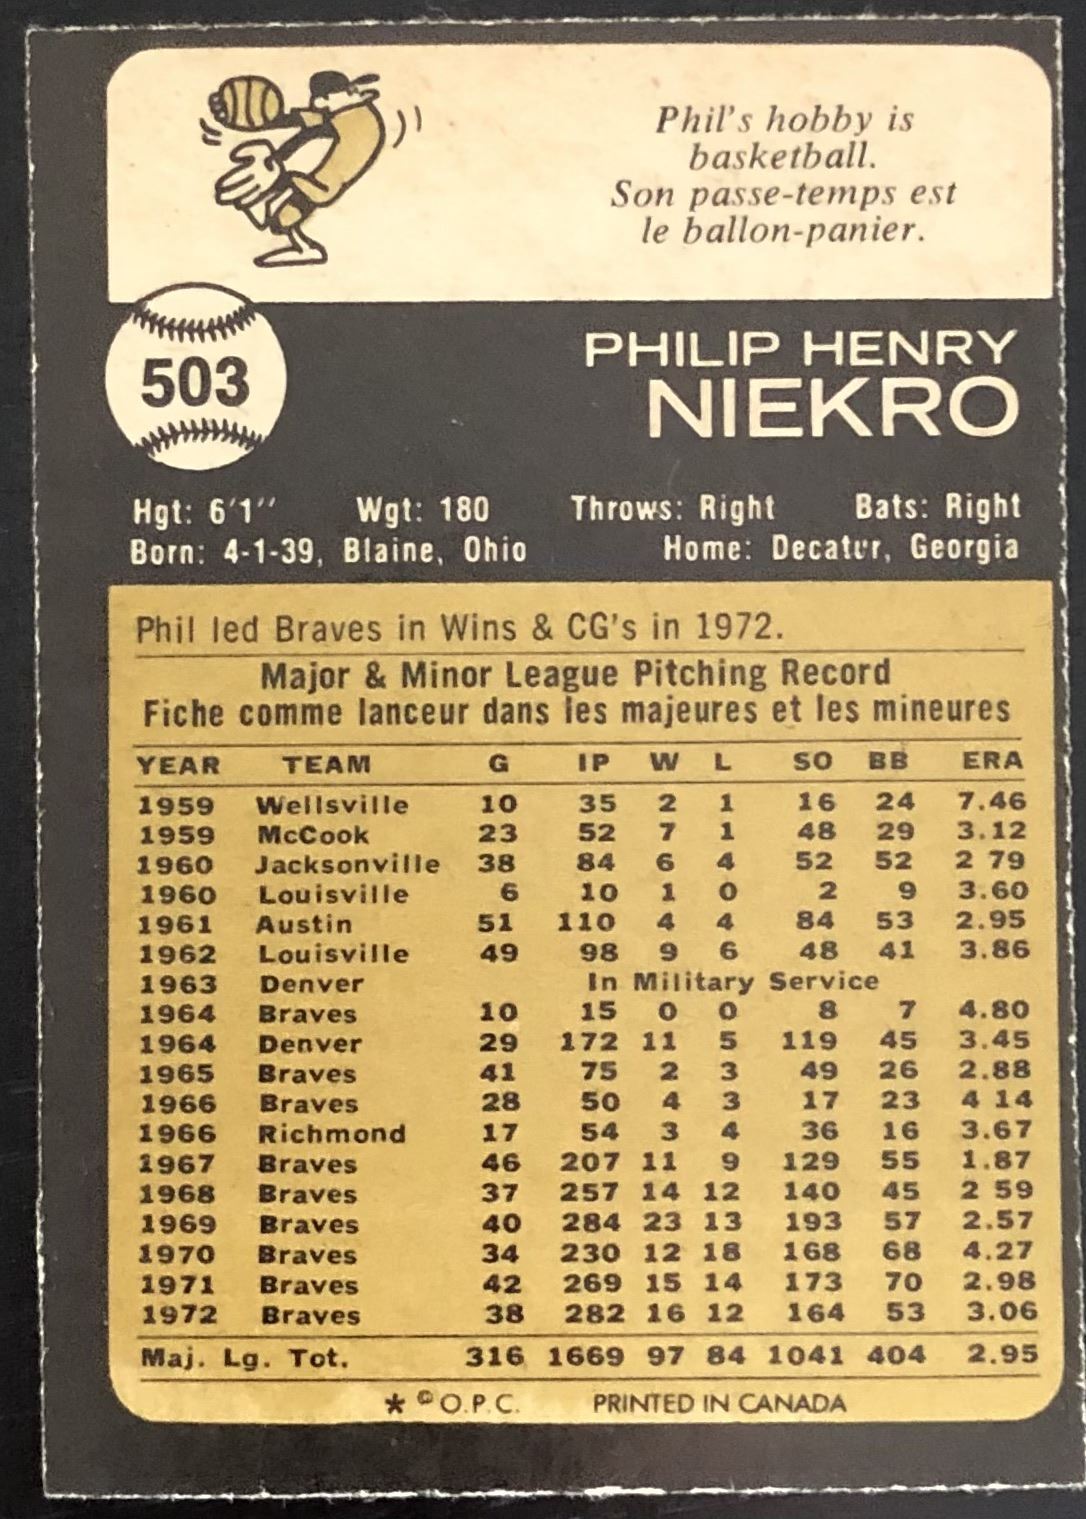 Phil's hobby is
basketball.
Son passe-temps est
le ballon-panier.
503
PHILIP HENRY
NIEKRO
Hgt: 6'1" Wgt: 180 Throws: Right Bats: Right
Born: 4-1-39, Blaine, Ohio Home: Decatur, Georgia
Phil led Braves in Wins & CG's in 1972.
Major & Minor League Pitching Record
Fiche comme lanceur dans les majeures et les mineures
YEAR TEAM G IP W L SO BB ERA
1959 Wellsville 10 35 2 1 16 24 7.46
1959 McCook 23 52 7 1 48 29 3.12
1960 Jacksonville 38 84 6 4 52 52 2 79
1960 Louisville 6 10 1 0 2 9 3.60
1961 Austin 51 110 4 4 84 53 2.95
1962 Louisville 49 98 9 6 48 41 3.86
1963 Denver In Military Service
1964 Braves 10 15 0 0 8 7 4.80
1964 Denver 29 172 11 5 119 45 3.45
1965 Braves 41 75 2 3 49 26 2.88
1966 Braves 28 50 4 3 17 23 4 14
1966 Richmond 17 54 3 4 36 16 3.67
1967 Braves 46 207 11 9 129 55 1.87
1968 Braves 37 257 14 12 140 45 2 59
1969 Braves 40 284 23 13 193 57 2.57
1970 Braves 34 230 12 18 168 68 4.27
1971 Braves 42 269 15 14 173 70 2.98
1972 Braves 38 282 16 12 164 53 3.06
Maj. Lg. Tot. 316 1669 97 84 1041 404 2.95
* © O.P.C. PRINTED IN CANADA